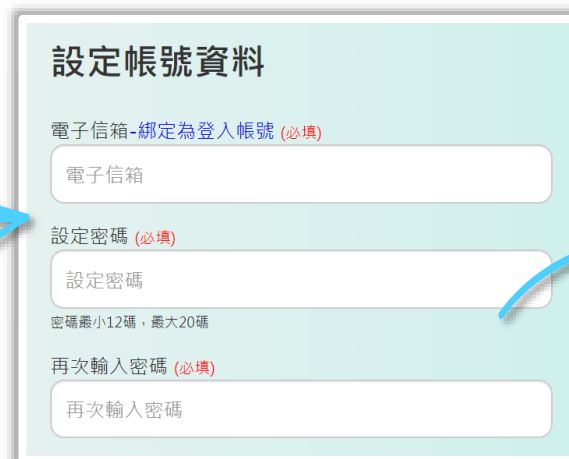 設定帳號資料
電子信箱-綁定為登入帳號 (必填)
電子信箱
設定密碼 (必填)
設定密碼
密碼最小12碼，最大20碼
再次輸入密碼 (必填)
再次輸入密碼